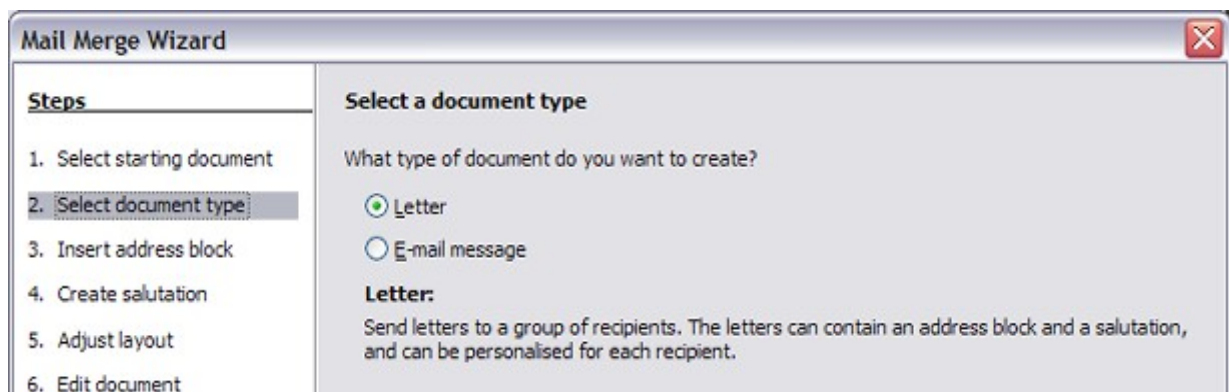 Mail Merge Wizard
Steps
1. Select starting document
2. Select document type
3. Insert address block
4. Create salutation
5. Adjust layout
6. Edit document
Select a document type
What type of document do you want to create?
Letter
E-mail message
Letter:
Send letters to a group of recipients. The letters can contain an address block and a salutation,
and can be personalised for each recipient.